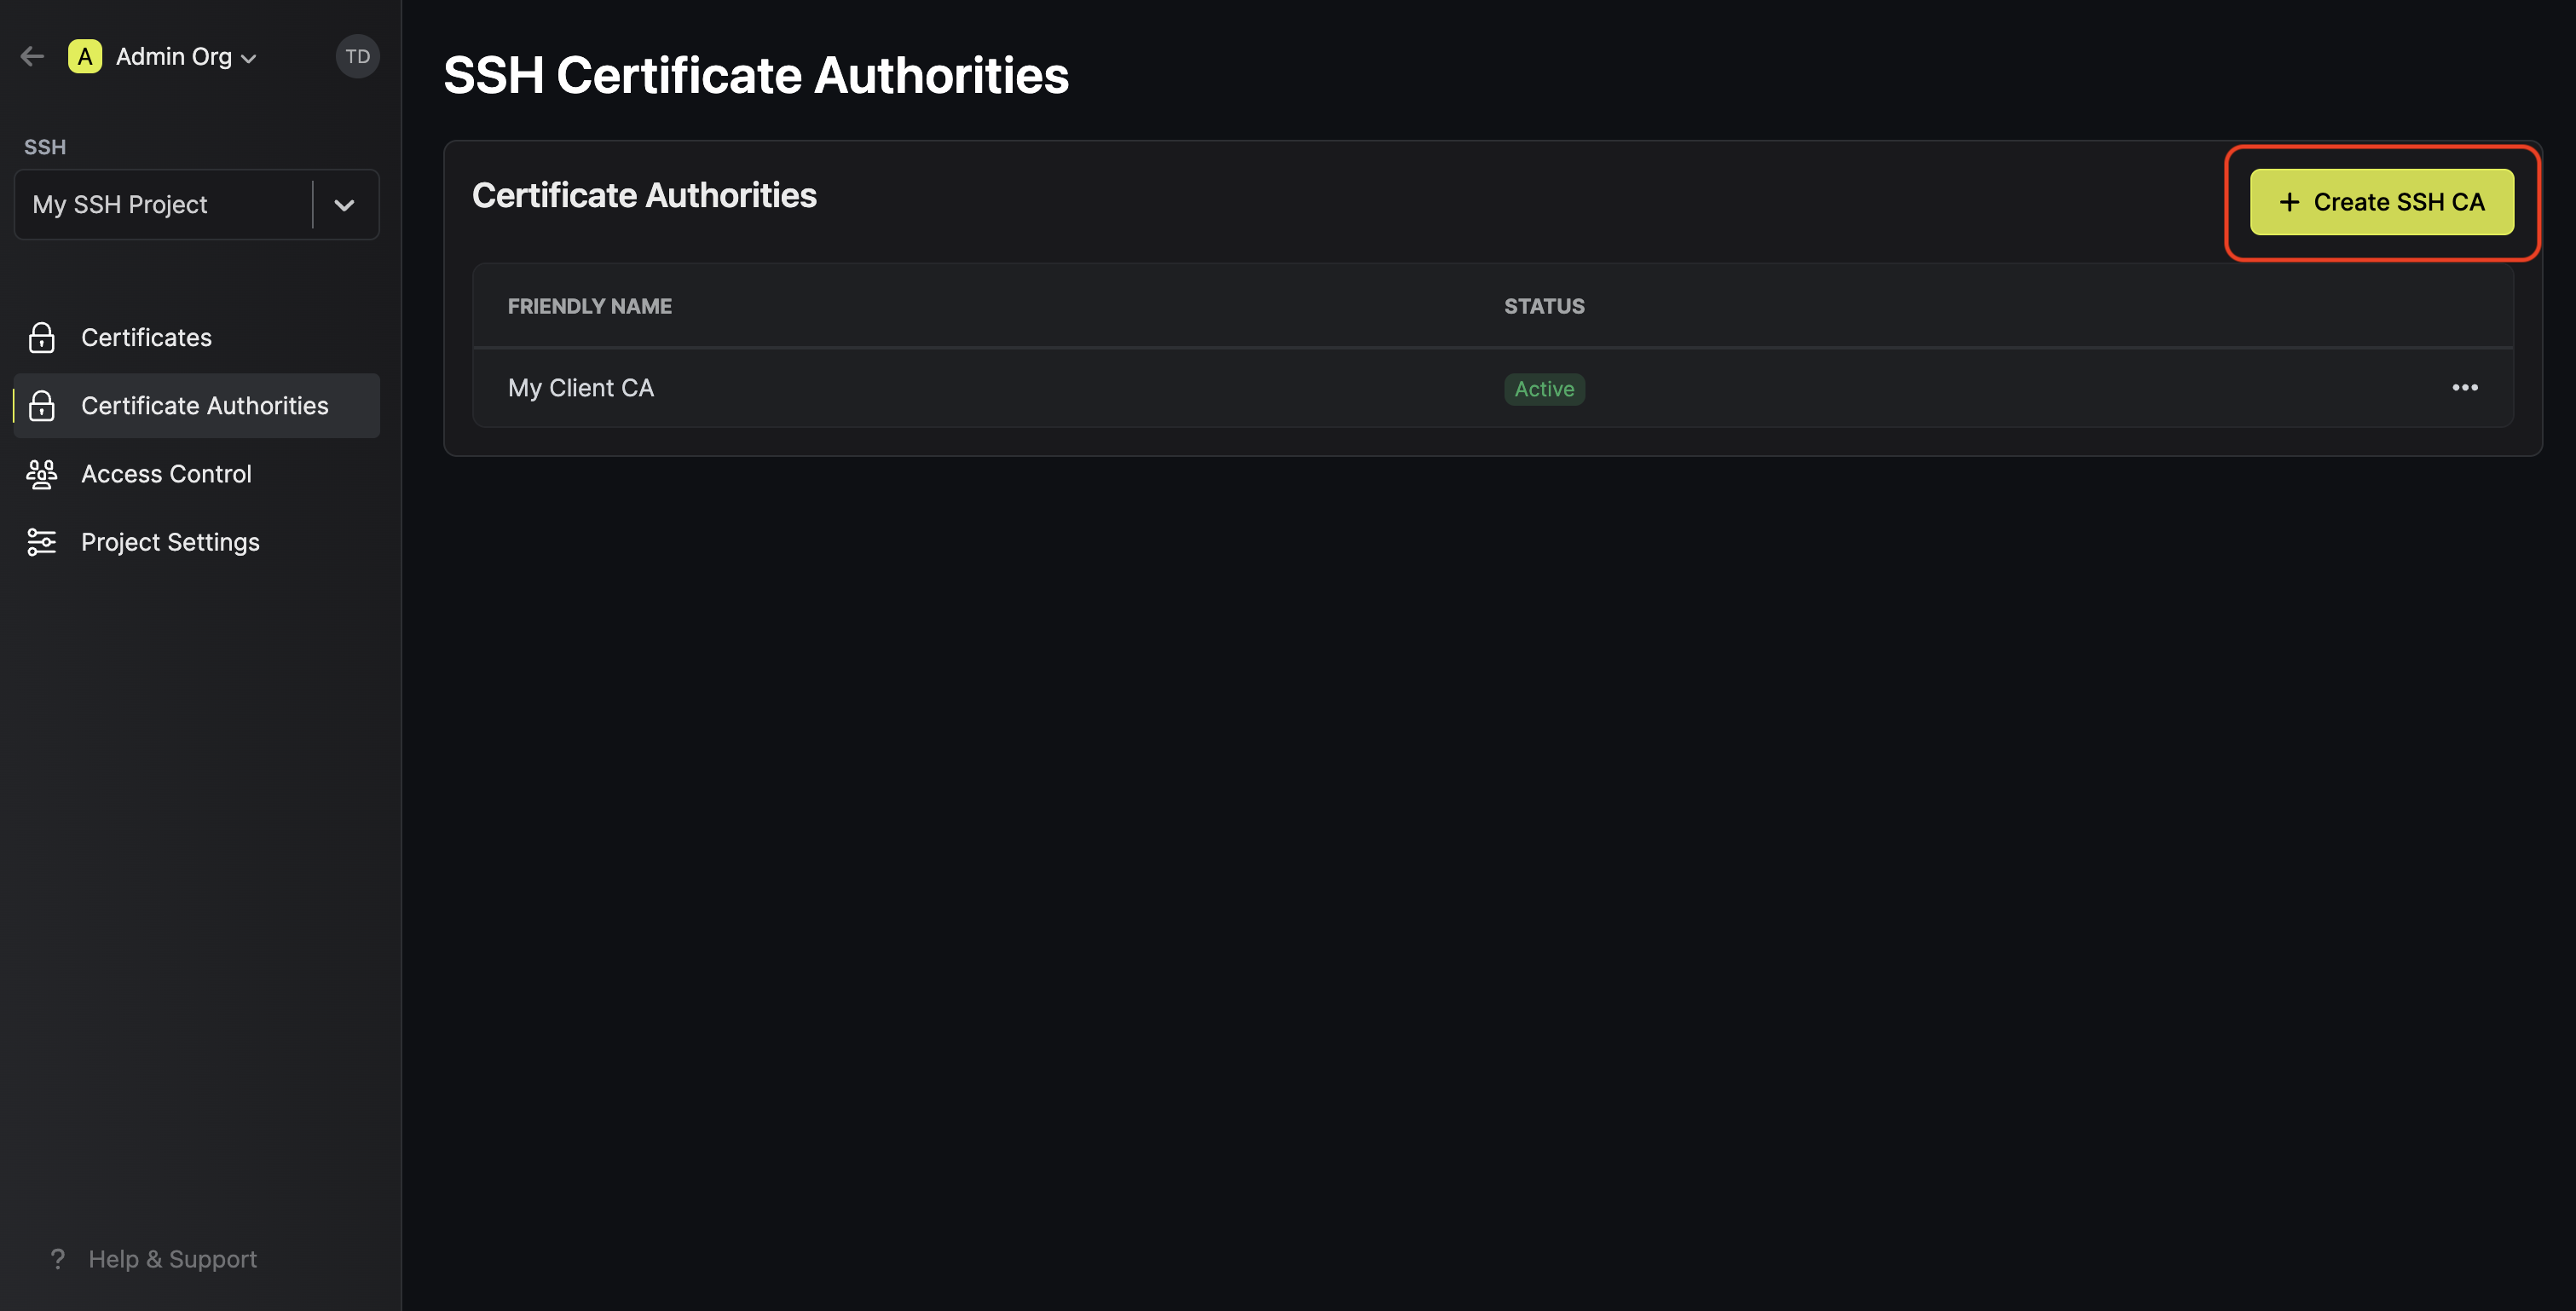 A Admin Org TD
SSH
My SSH Project
Certificates
Certificate Authorities
Access Control
Project Settings
? Help & Support
SSH Certificate Authorities
Certificate Authorities
+ Create SSH CA
FRIENDLY NAME STATUS
My Client CA Active